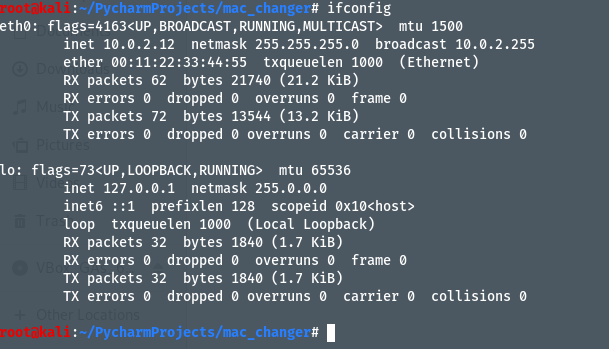 root@kali:~/PycharmProjects/mac_changer# ifconfig
eth0: flags=4163<UP,BROADCAST,RUNNING,MULTICAST>  mtu 1500
        inet 10.0.2.12  netmask 255.255.255.0  broadcast 10.0.2.255
        ether 00:11:22:33:44:55  txqueuelen 1000  (Ethernet)
        RX packets 62  bytes 21740 (21.2 KiB)
        RX errors 0  dropped 0  overruns 0  frame 0
        TX packets 72  bytes 13544 (13.2 KiB)
        TX errors 0  dropped 0 overruns 0  carrier 0  collisions 0

lo: flags=73<UP,LOOPBACK,RUNNING>  mtu 65536
        inet 127.0.0.1  netmask 255.0.0.0
        inet6 ::1  prefixlen 128  scopeid 0x10<host>
        loop  txqueuelen 1000  (Local Loopback)
        RX packets 32  bytes 1840 (1.7 KiB)
        RX errors 0  dropped 0  overruns 0  frame 0
        TX packets 32  bytes 1840 (1.7 KiB)
        TX errors 0  dropped 0 overruns 0  carrier 0  collisions 0

root@kali:~/PycharmProjects/mac_changer#
Pictures
Other Locations